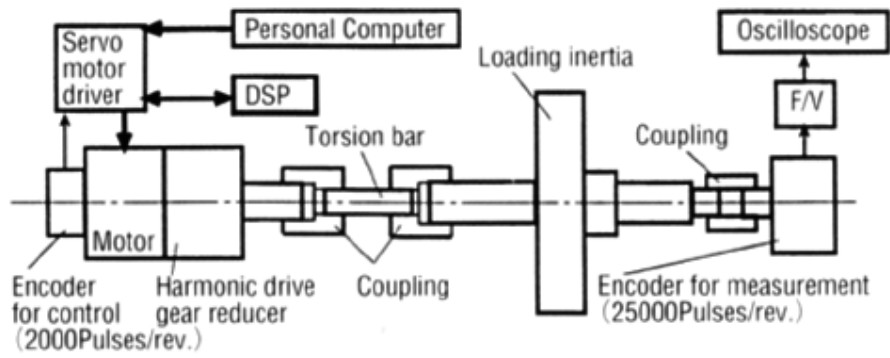 Servo
motor
driver
Personal Computer
DSP
Loading inertia
Oscilloscope
F/V
Torsion bar
Coupling
Motor
Encoder
for control
(2000Pulses/rev.)
Harmonic drive
gear reducer
Coupling
Encoder for measurement
(25000Pulses/rev.)